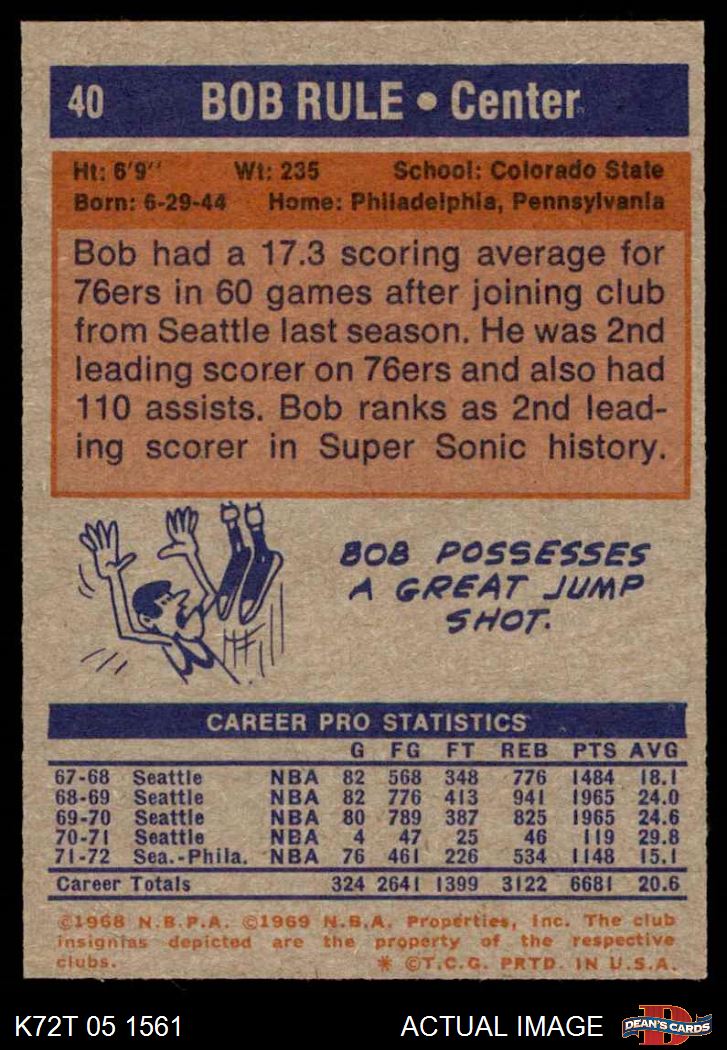 40 BOB RULE • Center
Ht: 6'9'' Wt: 235 School: Colorado State
Born: 6-29-44 Home: Philadelphia, Pennsylvania
Bob had a 17.3 scoring average for
76ers in 60 games after joining club
from Seattle last season. He was 2nd
leading scorer on 76ers and also had
110 assists. Bob ranks as 2nd lead-
ing scorer in Super Sonic history.
BOB POSSESSES
A GREAT JUMP
SHOT.
CAREER PRO STATISTICS
G FG FT REB PTS AVG
67-68 Seattle NBA 82 568 348 776 1484 18.1
68-69 Seattle NBA 82 776 413 941 1965 24.0
69-70 Seattle NBA 80 789 387 825 1965 24.6
70-71 Seattle NBA 4 47 25 46 119 29.8
71-72 Sea.-Phila. NBA 76 461 226 534 1148 15.1
Career Totals 324 2641 1399 3122 6681 20.6
©1968 N.B.P.A. ©1969 N.B.A. Properties, Inc. The club
insignias depicted are the property of the respective
clubs. * ©T.C.G. PRTD. IN U.S.A.
K72T 05 1561 ACTUAL IMAGE D DEAN'S CARDS